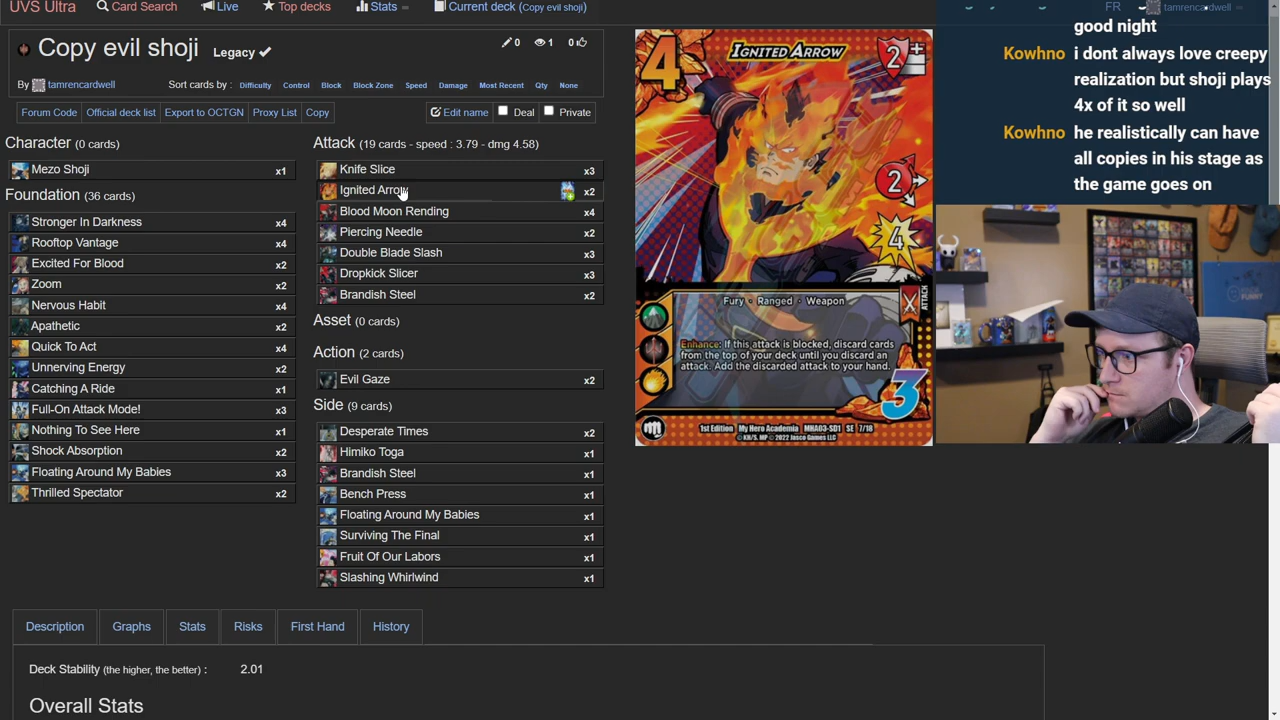 UVS Ultra Card Search Live Top decks Stats Current deck (Copy evil shoji) FR tamrencardwell
Copy evil shoji Legacy
0 1 0
By tamrencardwell Sort cards by : Difficulty Control Block Block Zone Speed Damage Most Recent Qty None
Forum Code Official deck list Export to OCTGN Proxy List Copy Edit name Deal Private
Character (0 cards)
Mezo Shoji x1
Foundation (36 cards)
Stronger In Darkness x4
Rooftop Vantage x4
Excited For Blood x2
Zoom x2
Nervous Habit x4
Apathetic x2
Quick To Act x4
Unnerving Energy x2
Catching A Ride x1
Full-On Attack Mode! x3
Nothing To See Here x1
Shock Absorption x2
Floating Around My Babies x3
Thrilled Spectator x2
Attack (19 cards - speed : 3.79 - dmg 4.58)
Knife Slice x3
Ignited Arrow x2
Blood Moon Rending x4
Piercing Needle x2
Double Blade Slash x3
Dropkick Slicer x3
Brandish Steel x2
Asset (0 cards)
Action (2 cards)
Evil Gaze x2
Side (9 cards)
Desperate Times x2
Himiko Toga x1
Brandish Steel x1
Bench Press x1
Floating Around My Babies x1
Surviving The Final x1
Fruit Of Our Labors x1
Slashing Whirlwind x1
4 Ignited Arrow 2
2
4
Fury · Ranged · Weapon
ATTACK
Enhance: If this attack is blocked, discard cards
from the top of your deck until you discard an
attack. Add the discarded attack to your hand.
3
1st Edition My Hero Academia MHA03-SD1 SE 7/18
© KH/S. MP © 2022 Jasco Games LLC
good night
Kowhno i dont always love creepy
realization but shoji plays
4x of it so well
Kowhno he realistically can have
all copies in his stage as
the game goes on
Description Graphs Stats Risks First Hand History
Deck Stability (the higher, the better) : 2.01
Overall Stats